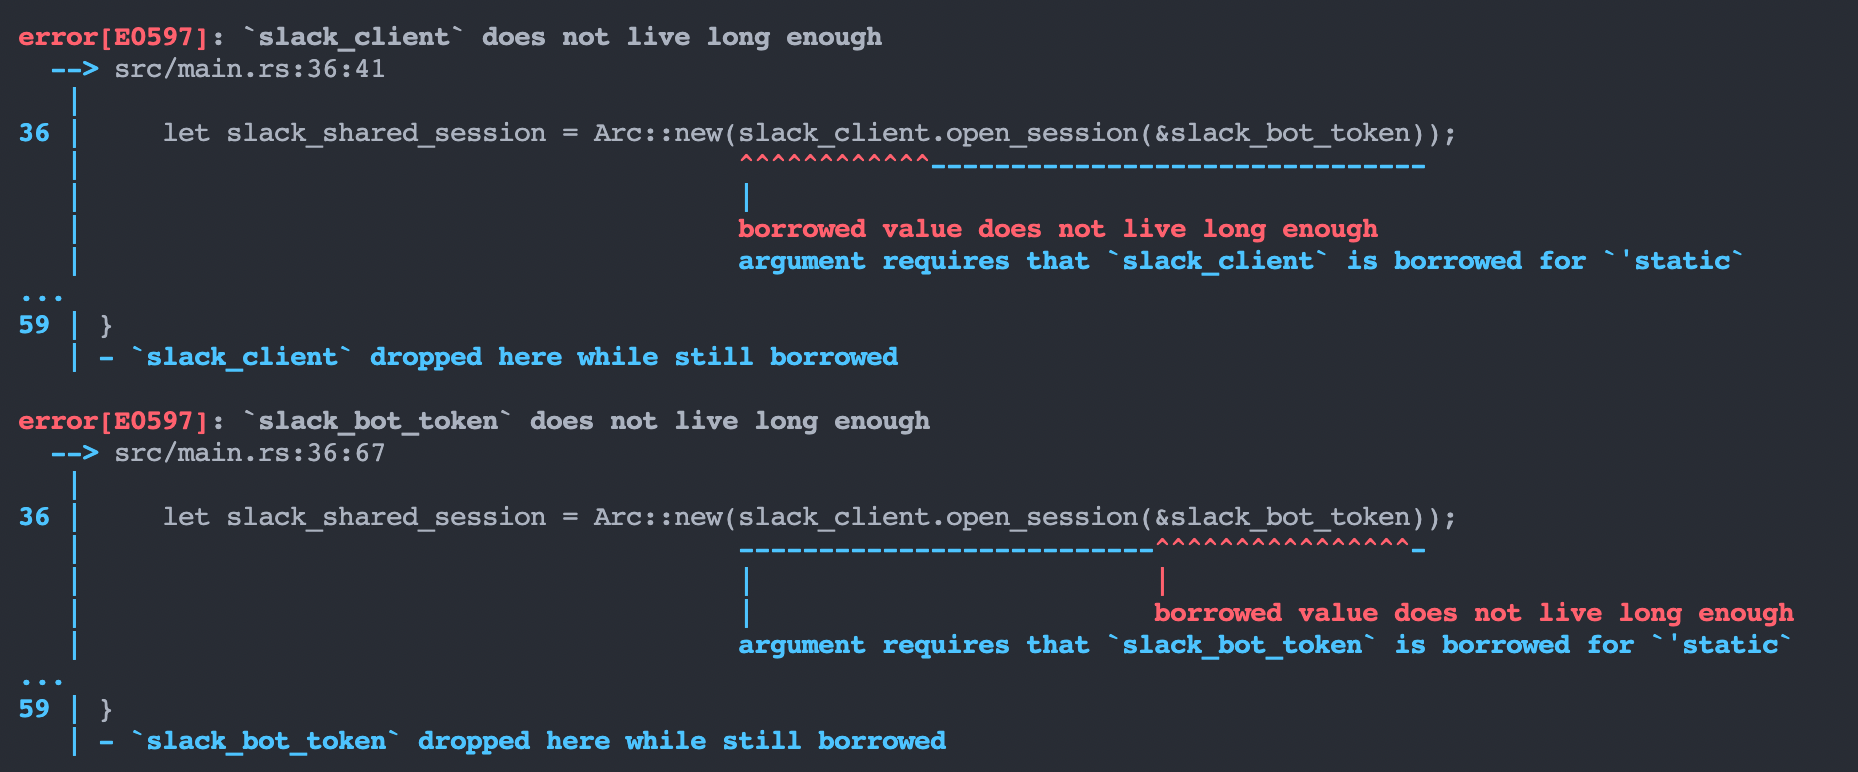 error[E0597]: `slack_client` does not live long enough
  --> src/main.rs:36:41
   |
36 |     let slack_shared_session = Arc::new(slack_client.open_session(&slack_bot_token));
   |                                         ^^^^^^^^^^^^-------------------------------
   |                                         |
   |                                         borrowed value does not live long enough
   |                                         argument requires that `slack_client` is borrowed for `'static`
...
59 | }
   | - `slack_client` dropped here while still borrowed

error[E0597]: `slack_bot_token` does not live long enough
  --> src/main.rs:36:67
   |
36 |     let slack_shared_session = Arc::new(slack_client.open_session(&slack_bot_token));
   |                                         --------------------------^^^^^^^^^^^^^^^^-
   |                                         |                         |
   |                                         |                         borrowed value does not live long enough
   |                                         argument requires that `slack_bot_token` is borrowed for `'static`
...
59 | }
   | - `slack_bot_token` dropped here while still borrowed